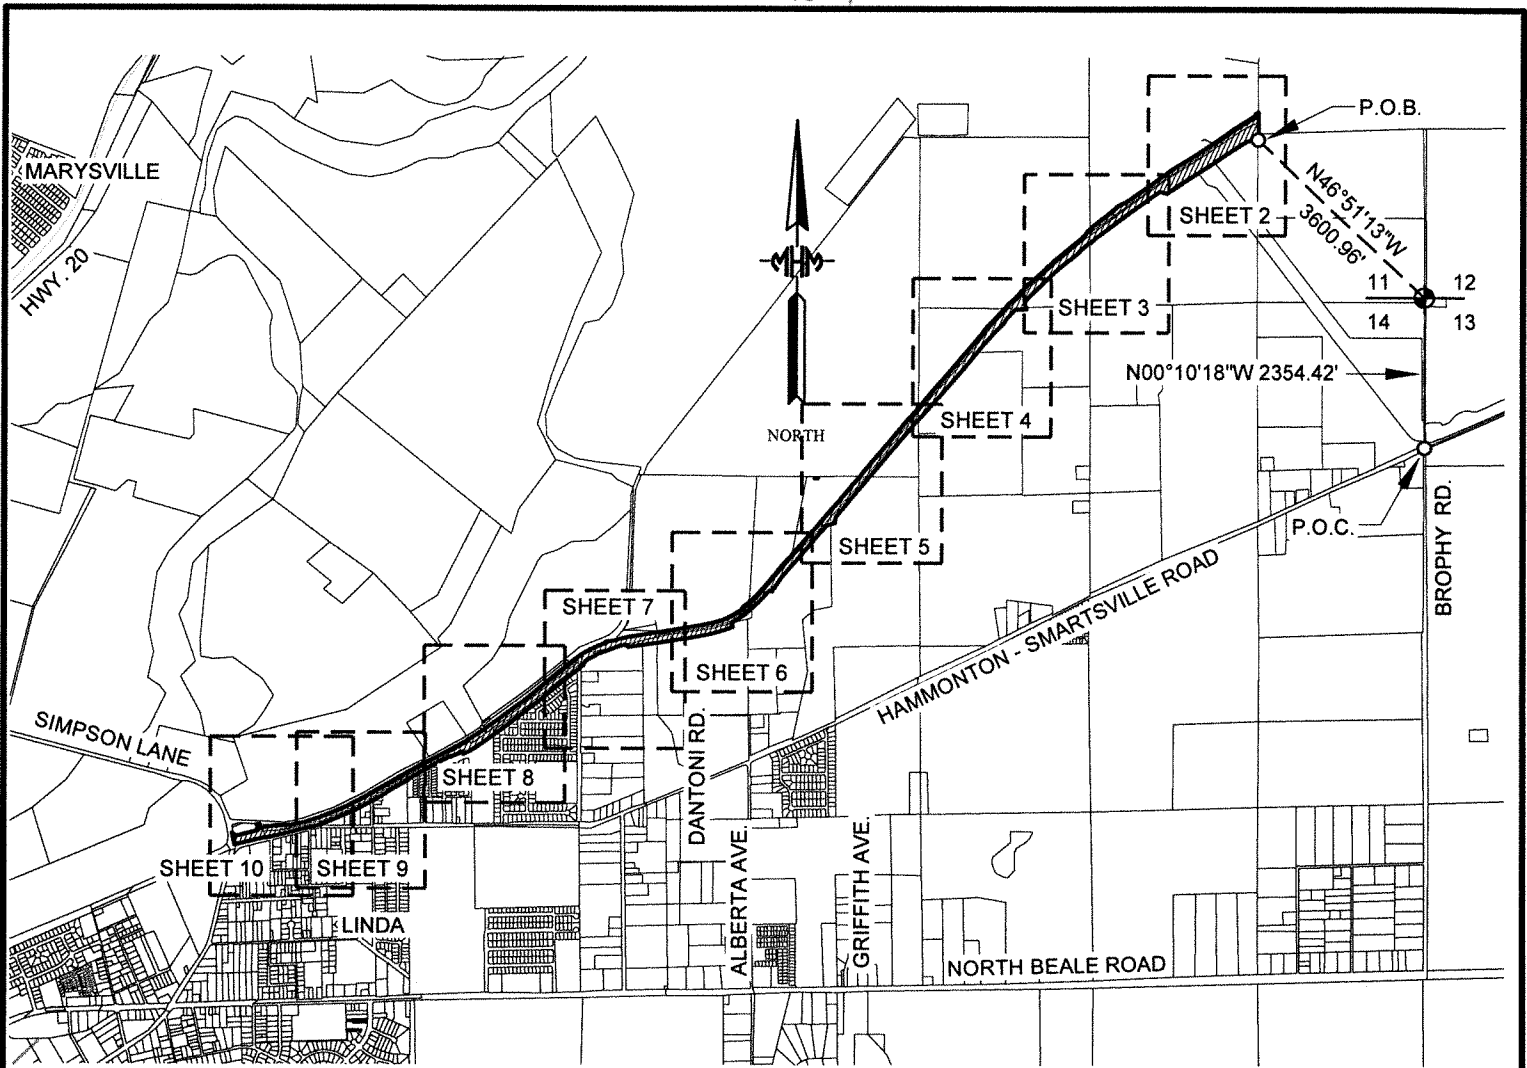 P.O.B.
MARYSVILLE
HWY. 20
N46°51'13"W
3600.96'
SHEET 2
11 12
14 13
SHEET 3
N00°10'18"W 2354.42'
SHEET 4
NORTH
P.O.C.
BROPHY RD.
SHEET 5
HAMMONTON - SMARTSVILLE ROAD
SHEET 7
SHEET 6
SIMPSON LANE
DANTONI RD.
SHEET 8
SHEET 10
SHEET 9
LINDA
ALBERTA AVE.
GRIFFITH AVE.
NORTH BEALE ROAD